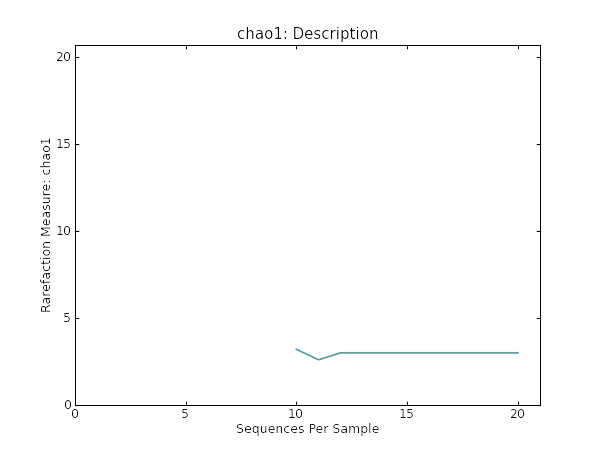 chao1: Description
20
15
10
5
0
Rarefaction Measure: chao1
0 5 10 15 20
Sequences Per Sample